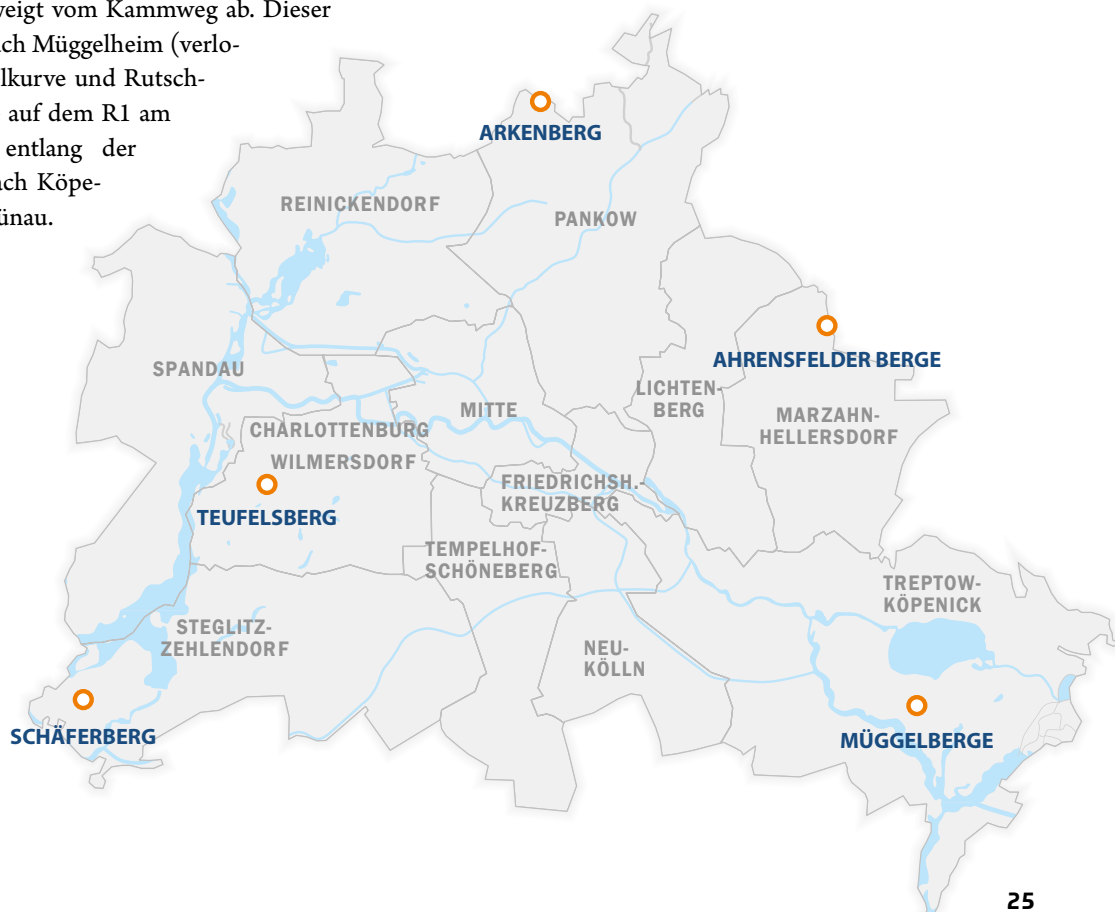 weigt vom Kammweg ab. Dieser
ch Müggelheim (verlo-
lkurve und Rutsch-
auf dem R1 am
entlang der
ach Köpe-
ünau.
ARKENBERG
REINICKENDORF
PANKOW
AHRENSFELDER BERGE
SPANDAU
LICHTEN-
BERG
MITTE
MARZAHN-
HELLERSDORF
CHARLOTTENBURG
WILMERSDORF
FRIEDRICHSH.-
KREUZBERG
TEUFELSBERG
TEMPELHOF-
SCHÖNEBERG
TREPTOW-
KÖPENICK
STEGLITZ-
ZEHLENDORF
NEU-
KÖLLN
SCHÄFERBERG
MÜGGELBERGE
25